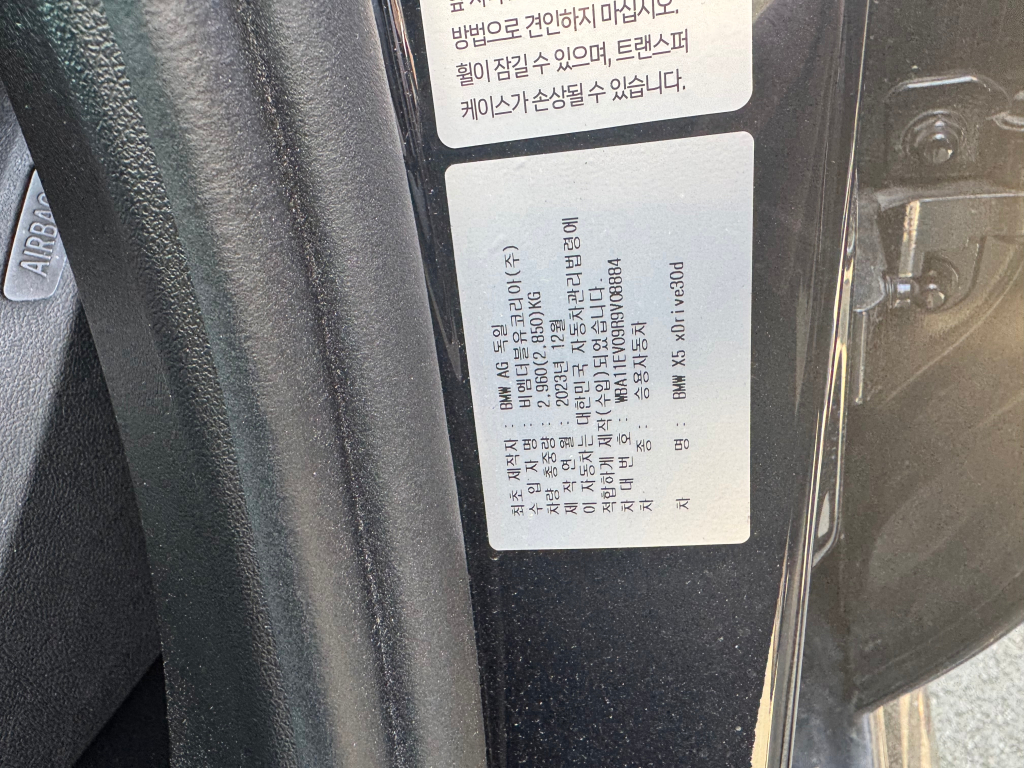 방법으로 견인하지 마십시오.
휠이 잠길 수 있으며, 트랜스퍼
케이스가 손상될 수 있습니다.
최초 제작자 : BMW AG 독일
수 입 자 명 : 비엠더블유코리아(주)
차량 총중량 : 2.960(2.850)KG
제 작 연 월 : 2023년 12월
이 자동차는 대한민국 자동차관리법령에
적합하게 제작(수입)되었습니다.
차 대 번 호 : WBA11EV09R9V08884
차 종 : 승용자동차
차 명 : BMW X5 xDrive30d
AIRBAG